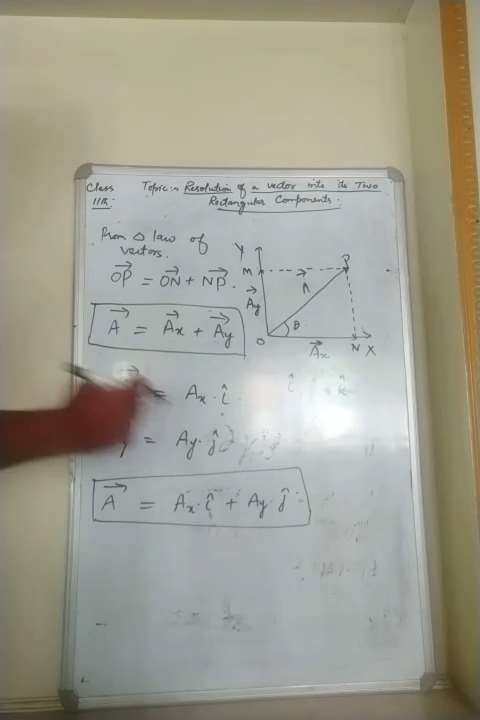 Class
11th
Topic:- Resolution of a vector into its Two
Rectangular Components.
From Δ law of
vectors.
→OP = →ON + →NP.
→A = →Ax + →Ay
Y
M
P
→Ay
A
O
θ
→Ax
N
X
= Ax . î
î k̂
y = Ay . ĵ
→A = Ax . î + Ay . ĵ